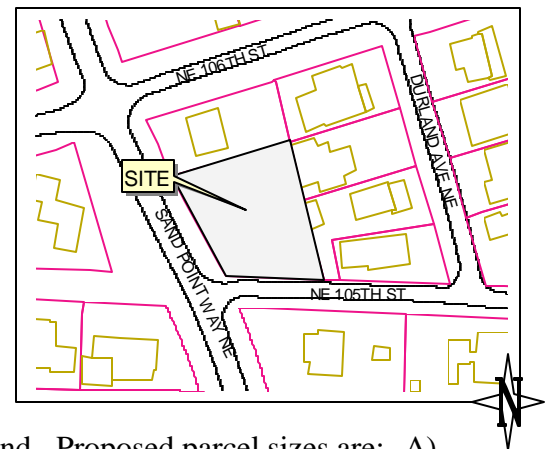 NE 106TH ST
DURLAND AVE NE
SITE
SAND POINT WAY NE
NE 105TH ST
N
nd. Proposed parcel sizes are: A)